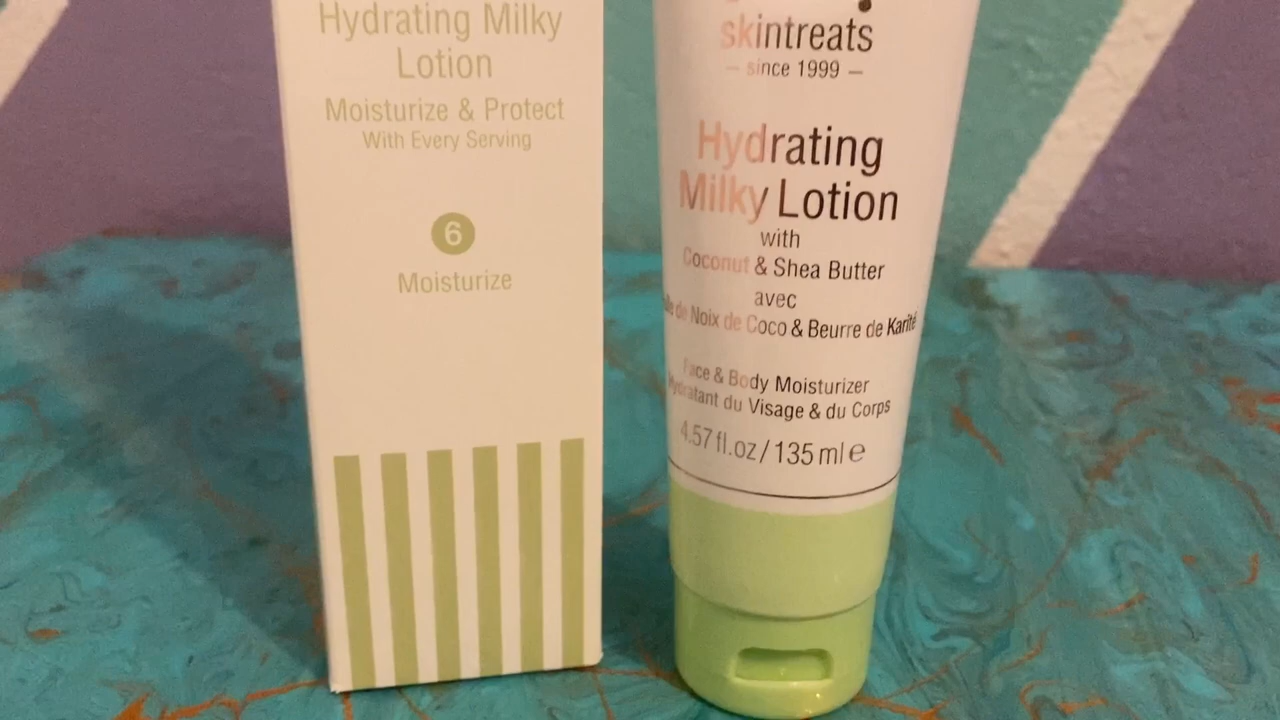 Hydrating Milky
Lotion
Moisturize & Protect
With Every Serving
6
Moisturize
skintreats
– since 1999 –
Hydrating
Milky Lotion
with
Coconut & Shea Butter
avec
de Noix de Coco & Beurre de Karité
Face & Body Moisturizer
Hydratant du Visage & du Corps
4.57 fl.oz / 135 ml e